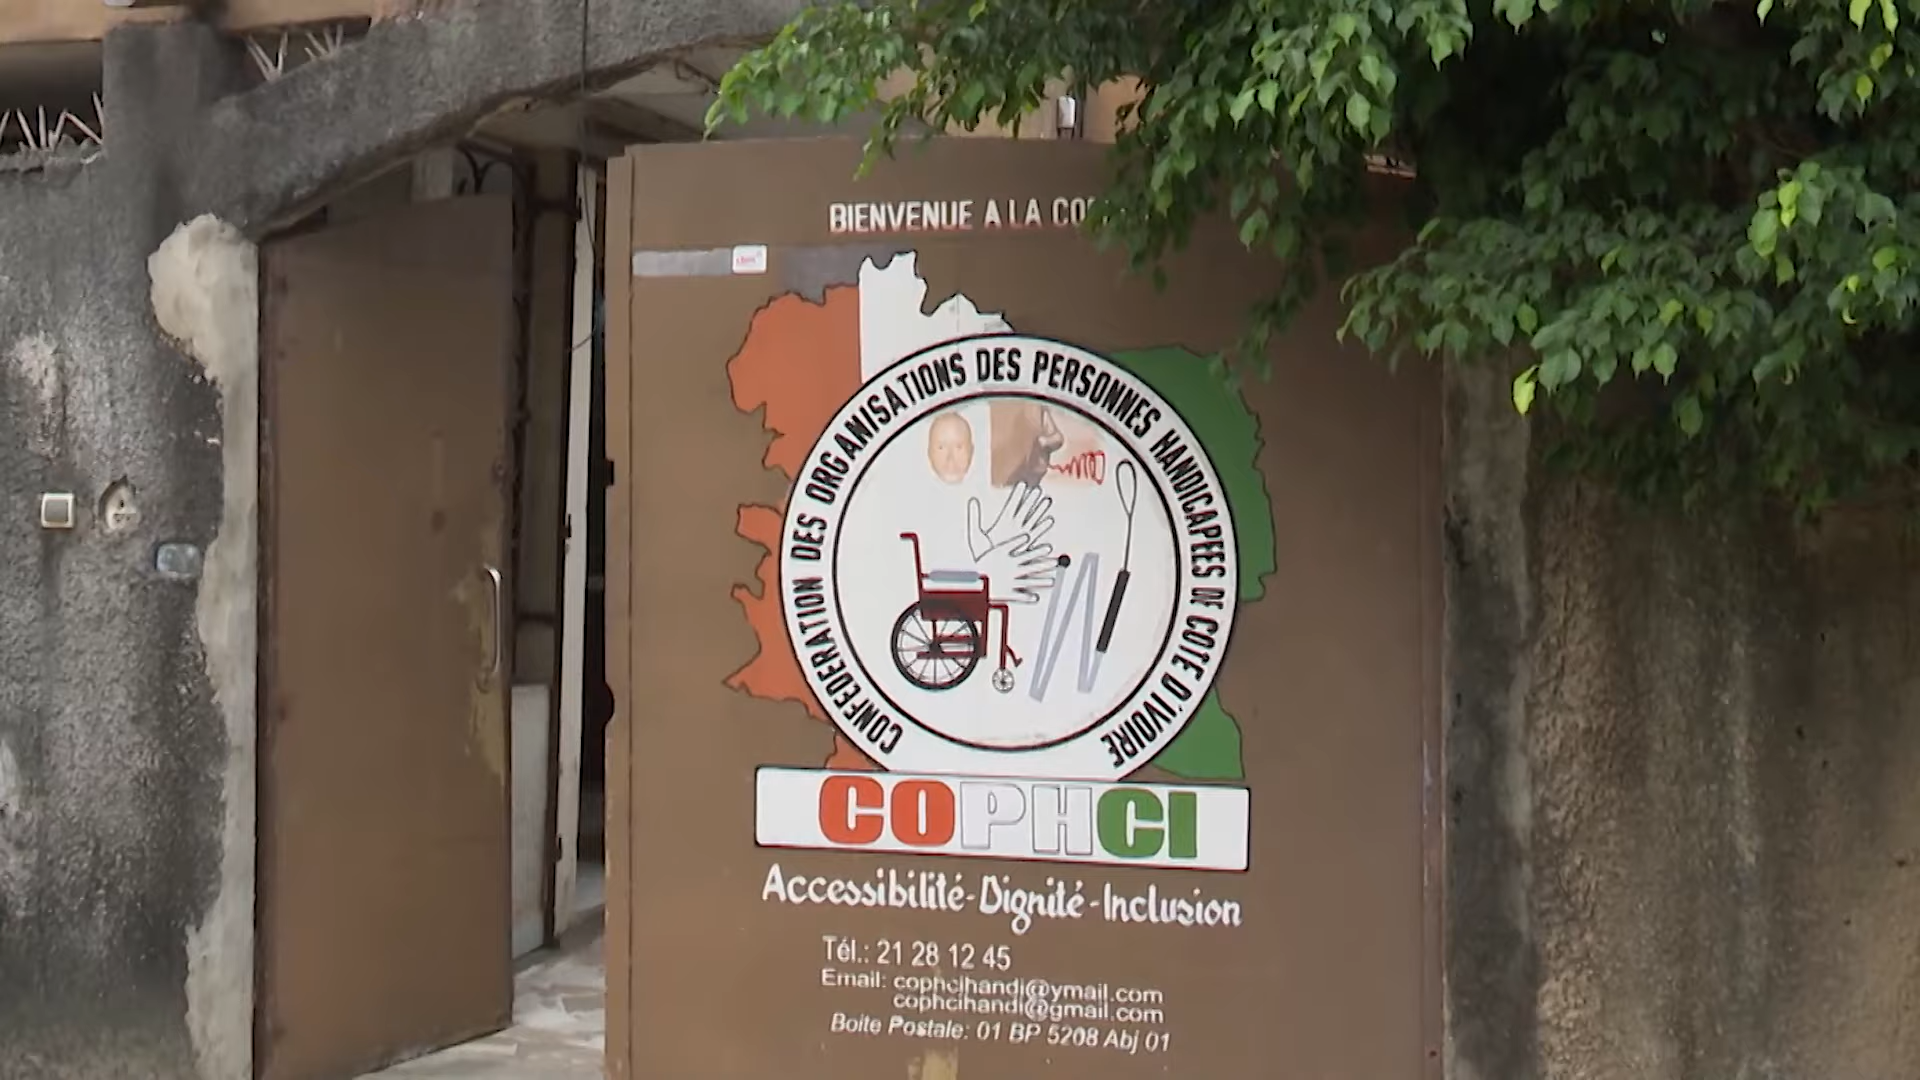 BIENVENUE A LA
CONFEDERATION DES ORGANISATIONS DES PERSONNES HANDICAPEES DE COTE D'IVOIRE
COPHCI
Accessibilité-Dignité-Inclusion
Tél.: 21 28 12 45
Email: cophcihandi@ymail.com
cophcihandi@gmail.com
Boite Postale: 01 BP 5208 Abj 01